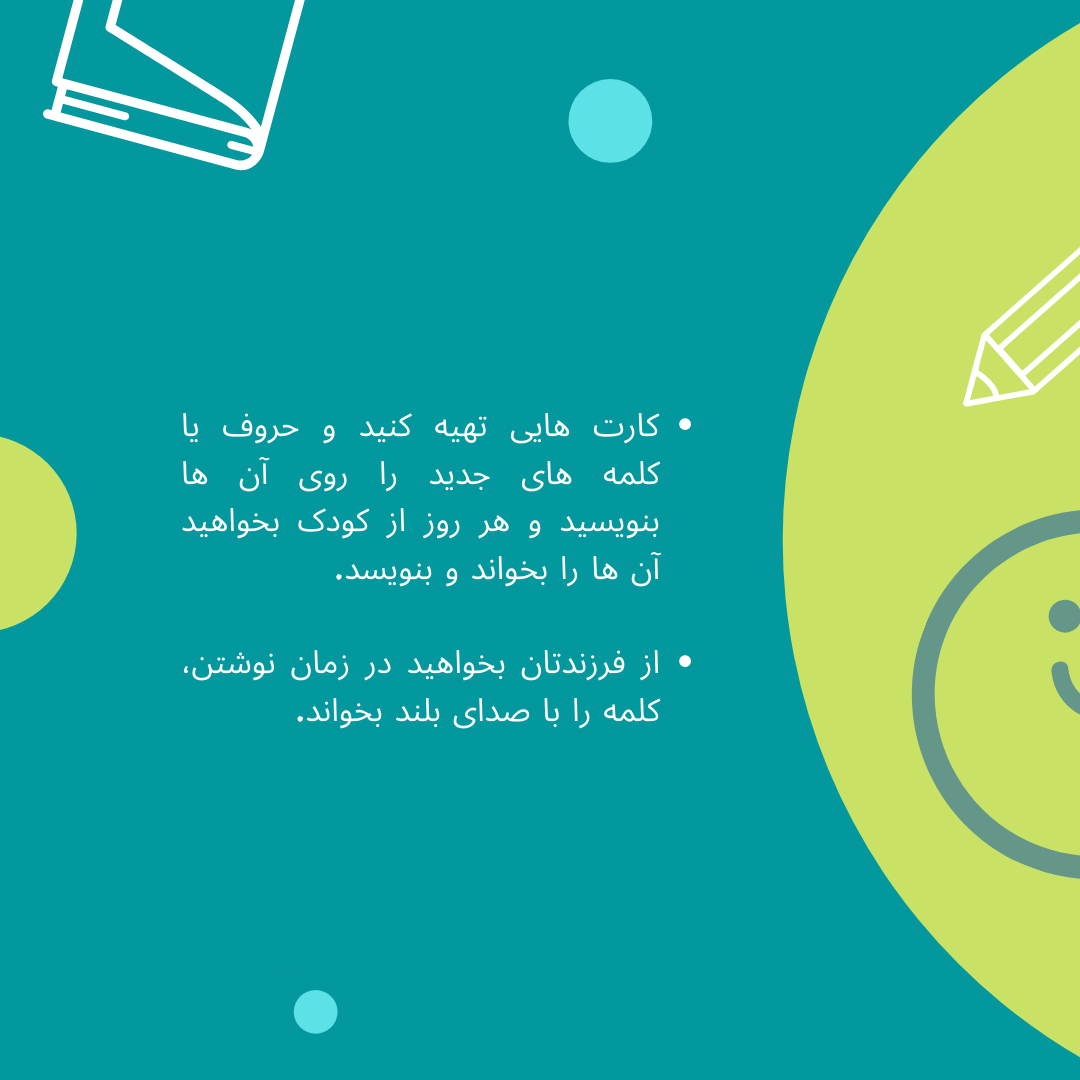 • کارت هایی تهیه کنید و حروف یا
کلمه های جدید را روی آن ها
بنویسید و هر روز از کودک بخواهید
آن ها را بخواند و بنویسد.
• از فرزندتان بخواهید در زمان نوشتن،
کلمه را با صدای بلند بخواند.